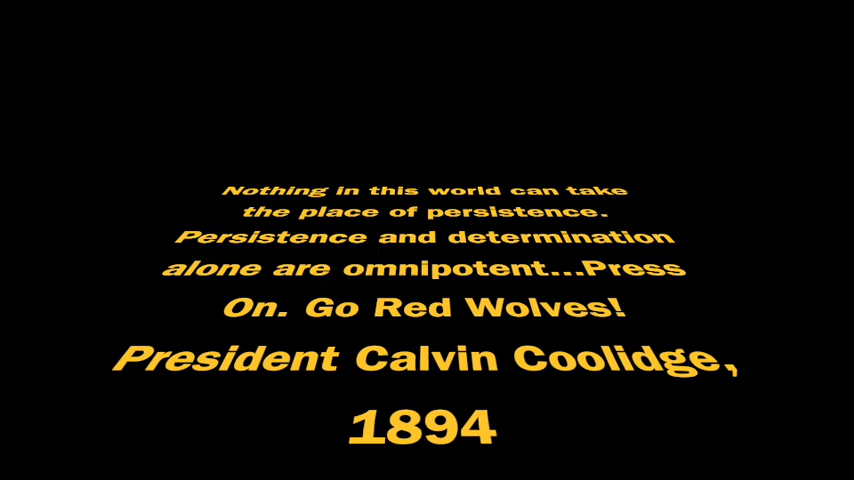 Nothing in this world can take
the place of persistence.
Persistence and determination
alone are omnipotent...Press
On. Go Red Wolves!
President Calvin Coolidge,
1894